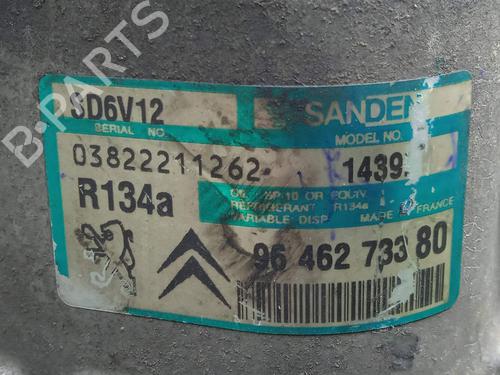 SD6V12
SANDEN
SERIAL NO.
MODEL NO.
03822211262
1439
R134a
OIL SP-10 OR EQUIV.
REFRIGERANT R134a
VARIABLE DISP. MADE FRANCE
96 462 733 80
B-PARTS